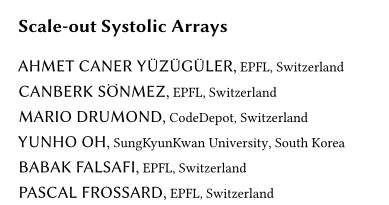 Scale-out Systolic Arrays
AHMET CANER YÜZÜGÜLER, EPFL, Switzerland
CANBERK SÖNMEZ, EPFL, Switzerland
MARIO DRUMOND, CodeDepot, Switzerland
YUNHO OH, SungKyunKwan University, South Korea
BABAK FALSAFI, EPFL, Switzerland
PASCAL FROSSARD, EPFL, Switzerland